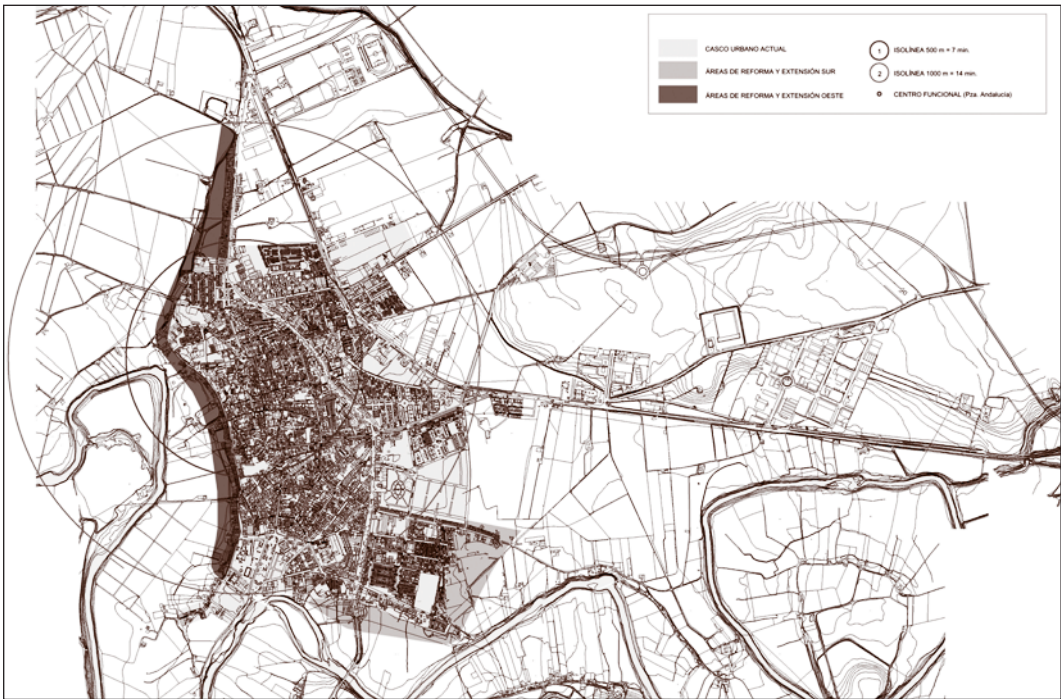 CASCO URBANO ACTUAL
ÁREAS DE REFORMA Y EXTENSIÓN SUR
ÁREAS DE REFORMA Y EXTENSIÓN OESTE
1 ISOLÍNEA 500 m = 7 min.
2 ISOLÍNEA 1000 m = 14 min.
CENTRO FUNCIONAL (Pza. Andalucía)